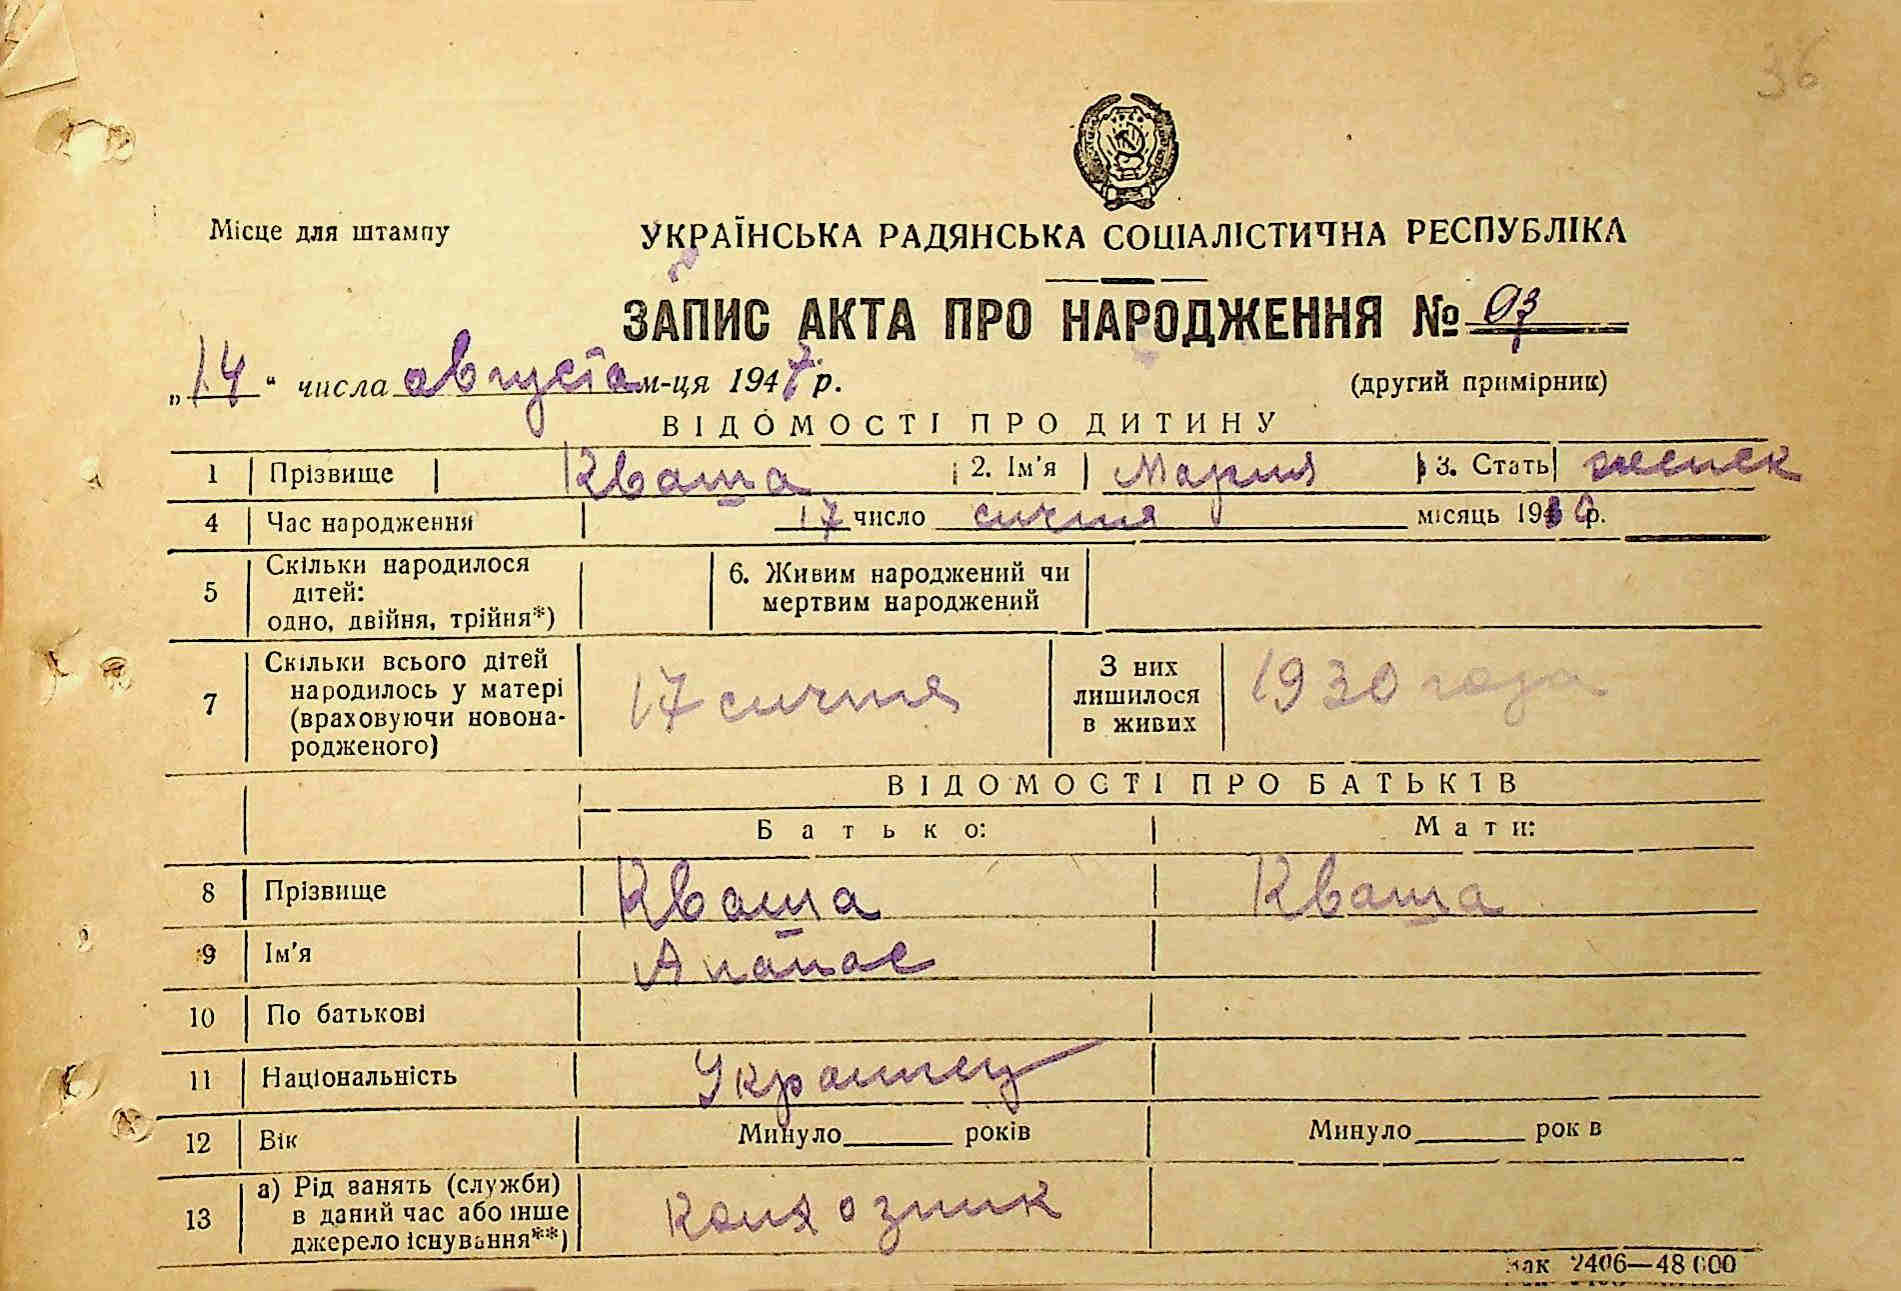 36
Місце для штампу
УКРАЇНСЬКА РАДЯНСЬКА СОЦІАЛІСТИЧНА РЕСПУБЛІКА
ЗАПИС АКТА ПРО НАРОДЖЕННЯ № 93
„14“ числа августа м-ця 1947 р.
(другий примірник)
ВІДОМОСТІ ПРО ДИТИНУ
1 Прізвище Кваша 2. Ім'я Мария 3. Стать женск
4 Час народження 17 число січня місяць 1930 р.
5 Скільки народилося дітей: одно, двійня, трійня*) 6. Живим народжений чи мертвим народжений
7 Скільки всього дітей народилось у матері (враховуючи новонародженого) 17 січня З них лишилося в живих 1930 года
ВІДОМОСТІ ПРО БАТЬКІВ
Батько: Мати:
8 Прізвище Кваша Кваша
9 Ім'я Апанас
10 По батькові
11 Національність Украинец
12 Вік Минуло років Минуло рок в
13 а) Рід занять (служби) в даний час або інше джерело існування**) колхозник
зак 2406—48 000